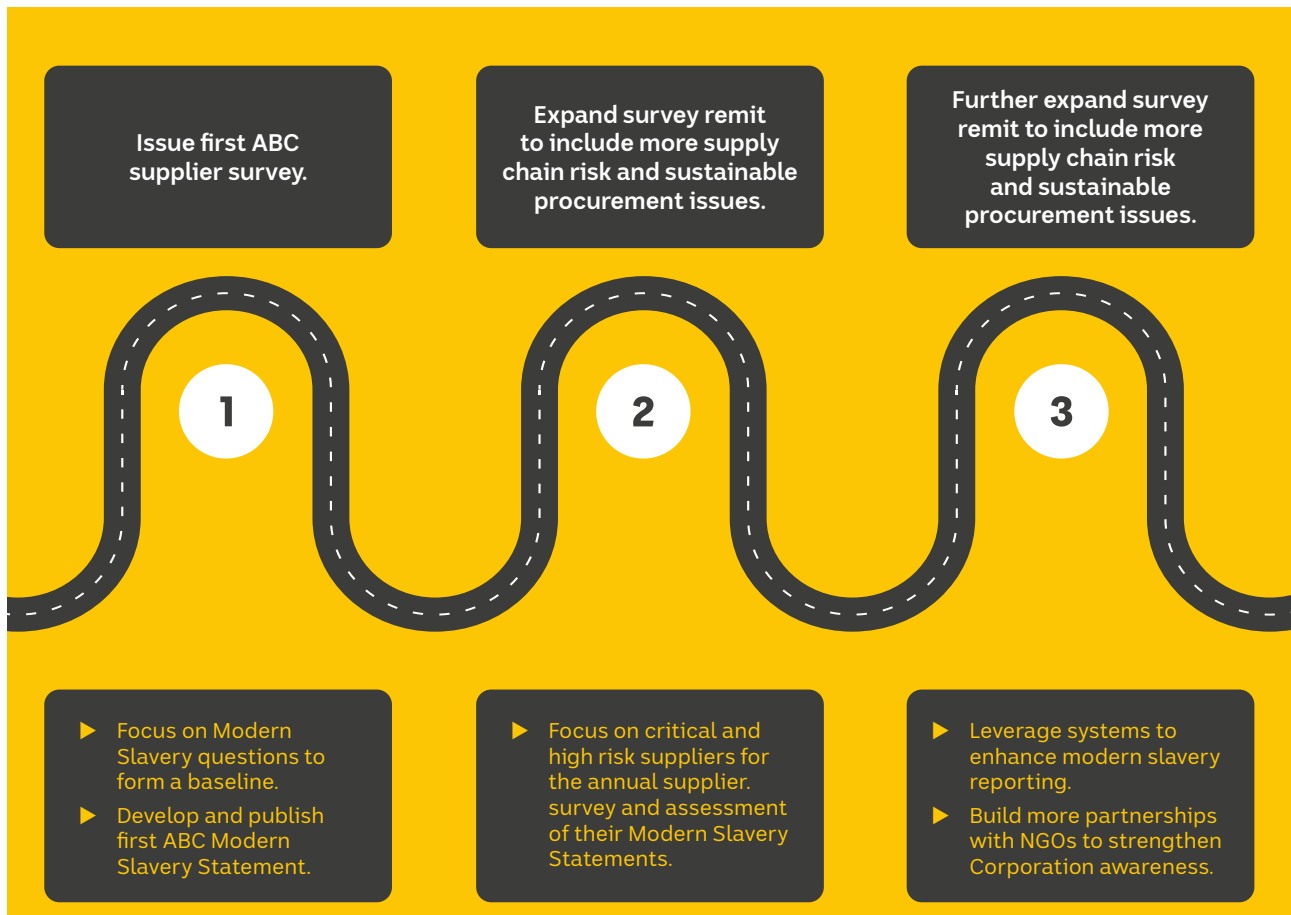 Issue first ABC
supplier survey.
Expand survey remit
to include more supply
chain risk and sustainable
procurement issues.
Further expand survey
remit to include more
supply chain risk
and sustainable
procurement issues.
1
2
3
Focus on Modern
Slavery questions to
form a baseline.
Develop and publish
first ABC Modern
Slavery Statement.
Focus on critical and
high risk suppliers for
the annual supplier.
survey and assessment
of their Modern Slavery
Statements.
Leverage systems to
enhance modern slavery
reporting.
Build more partnerships
with NGOs to strengthen
Corporation awareness.